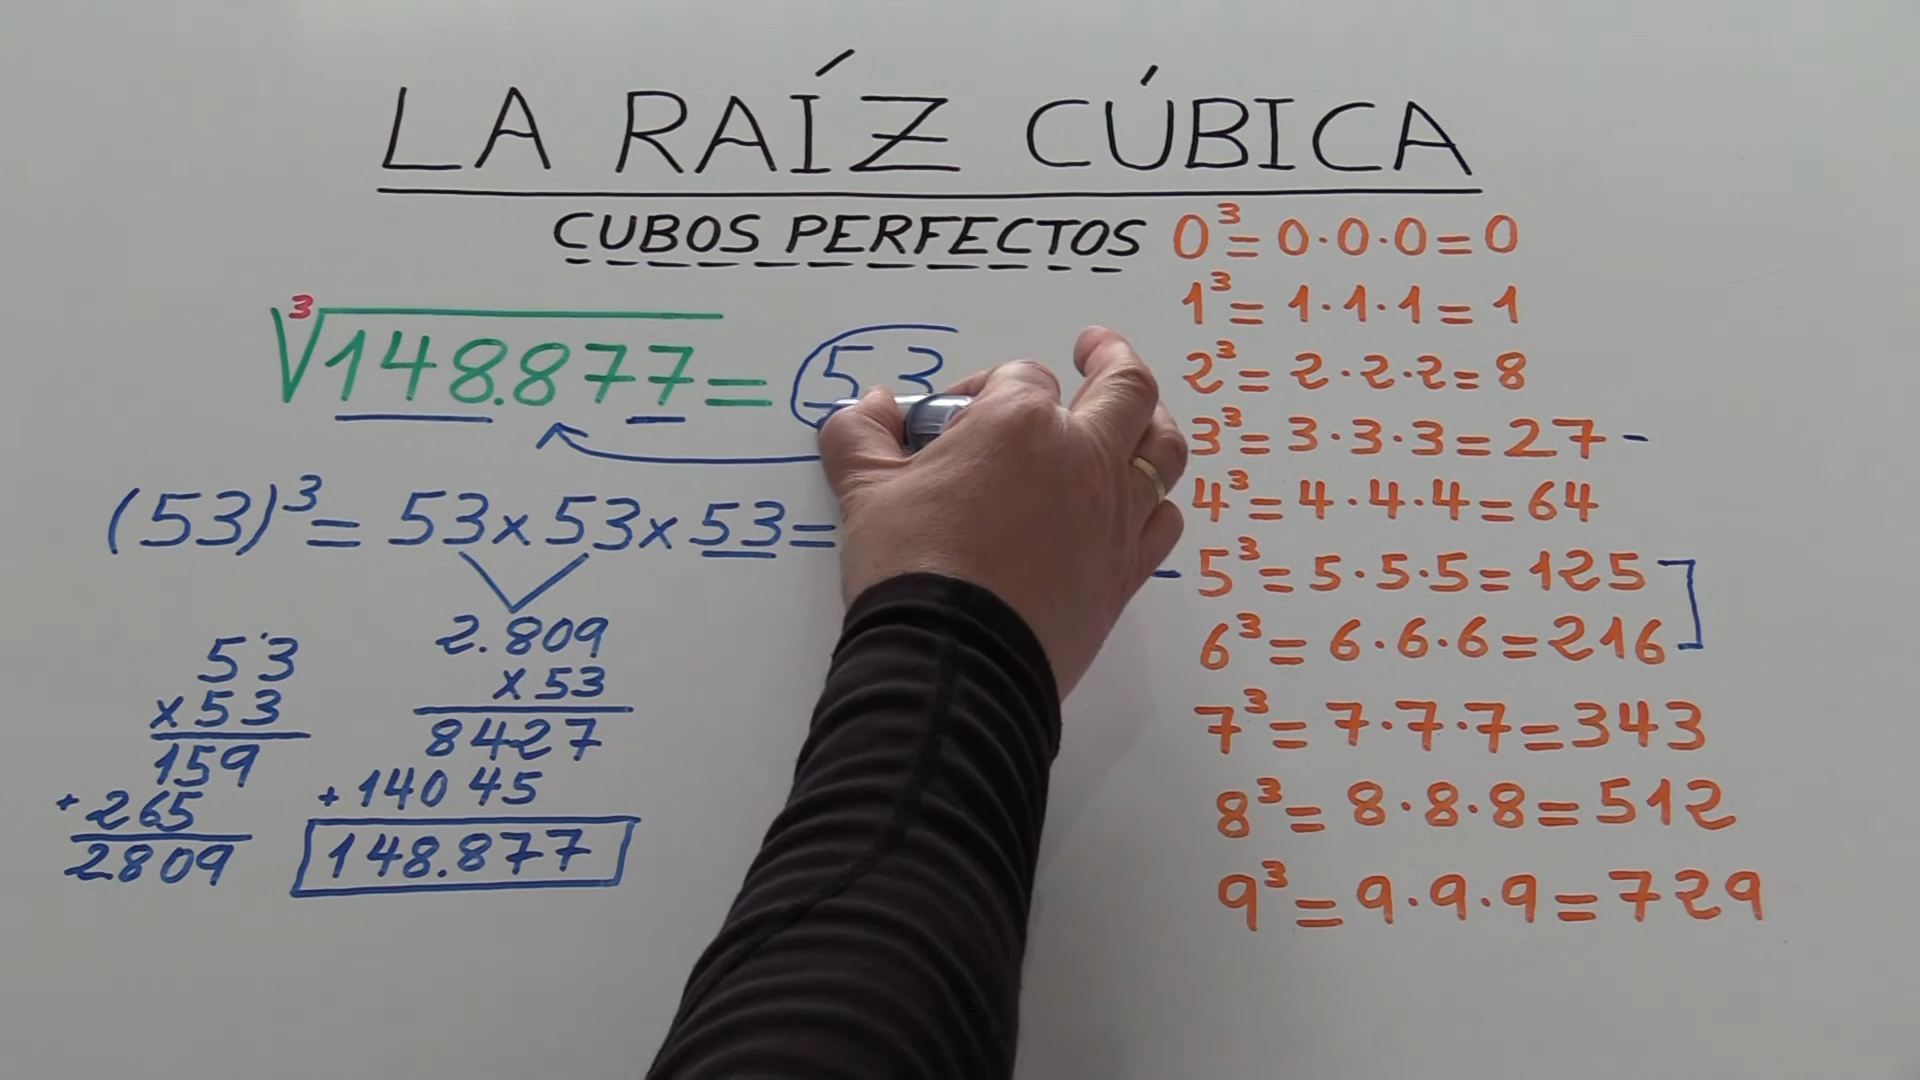 LA RAÍZ CÚBICA
CUBOS PERFECTOS
∛148.877 = 53
(53)³ = 53 x 53 x 53 =
53
x 53
159
+ 265
2809
2.809
x 53
8427
+ 14045
148.877
0³ = 0·0·0 = 0
1³ = 1·1·1 = 1
2³ = 2·2·2 = 8
3³ = 3·3·3 = 27 -
4³ = 4·4·4 = 64
- 5³ = 5·5·5 = 125
6³ = 6·6·6 = 216
7³ = 7·7·7 = 343
8³ = 8·8·8 = 512
9³ = 9·9·9 = 729